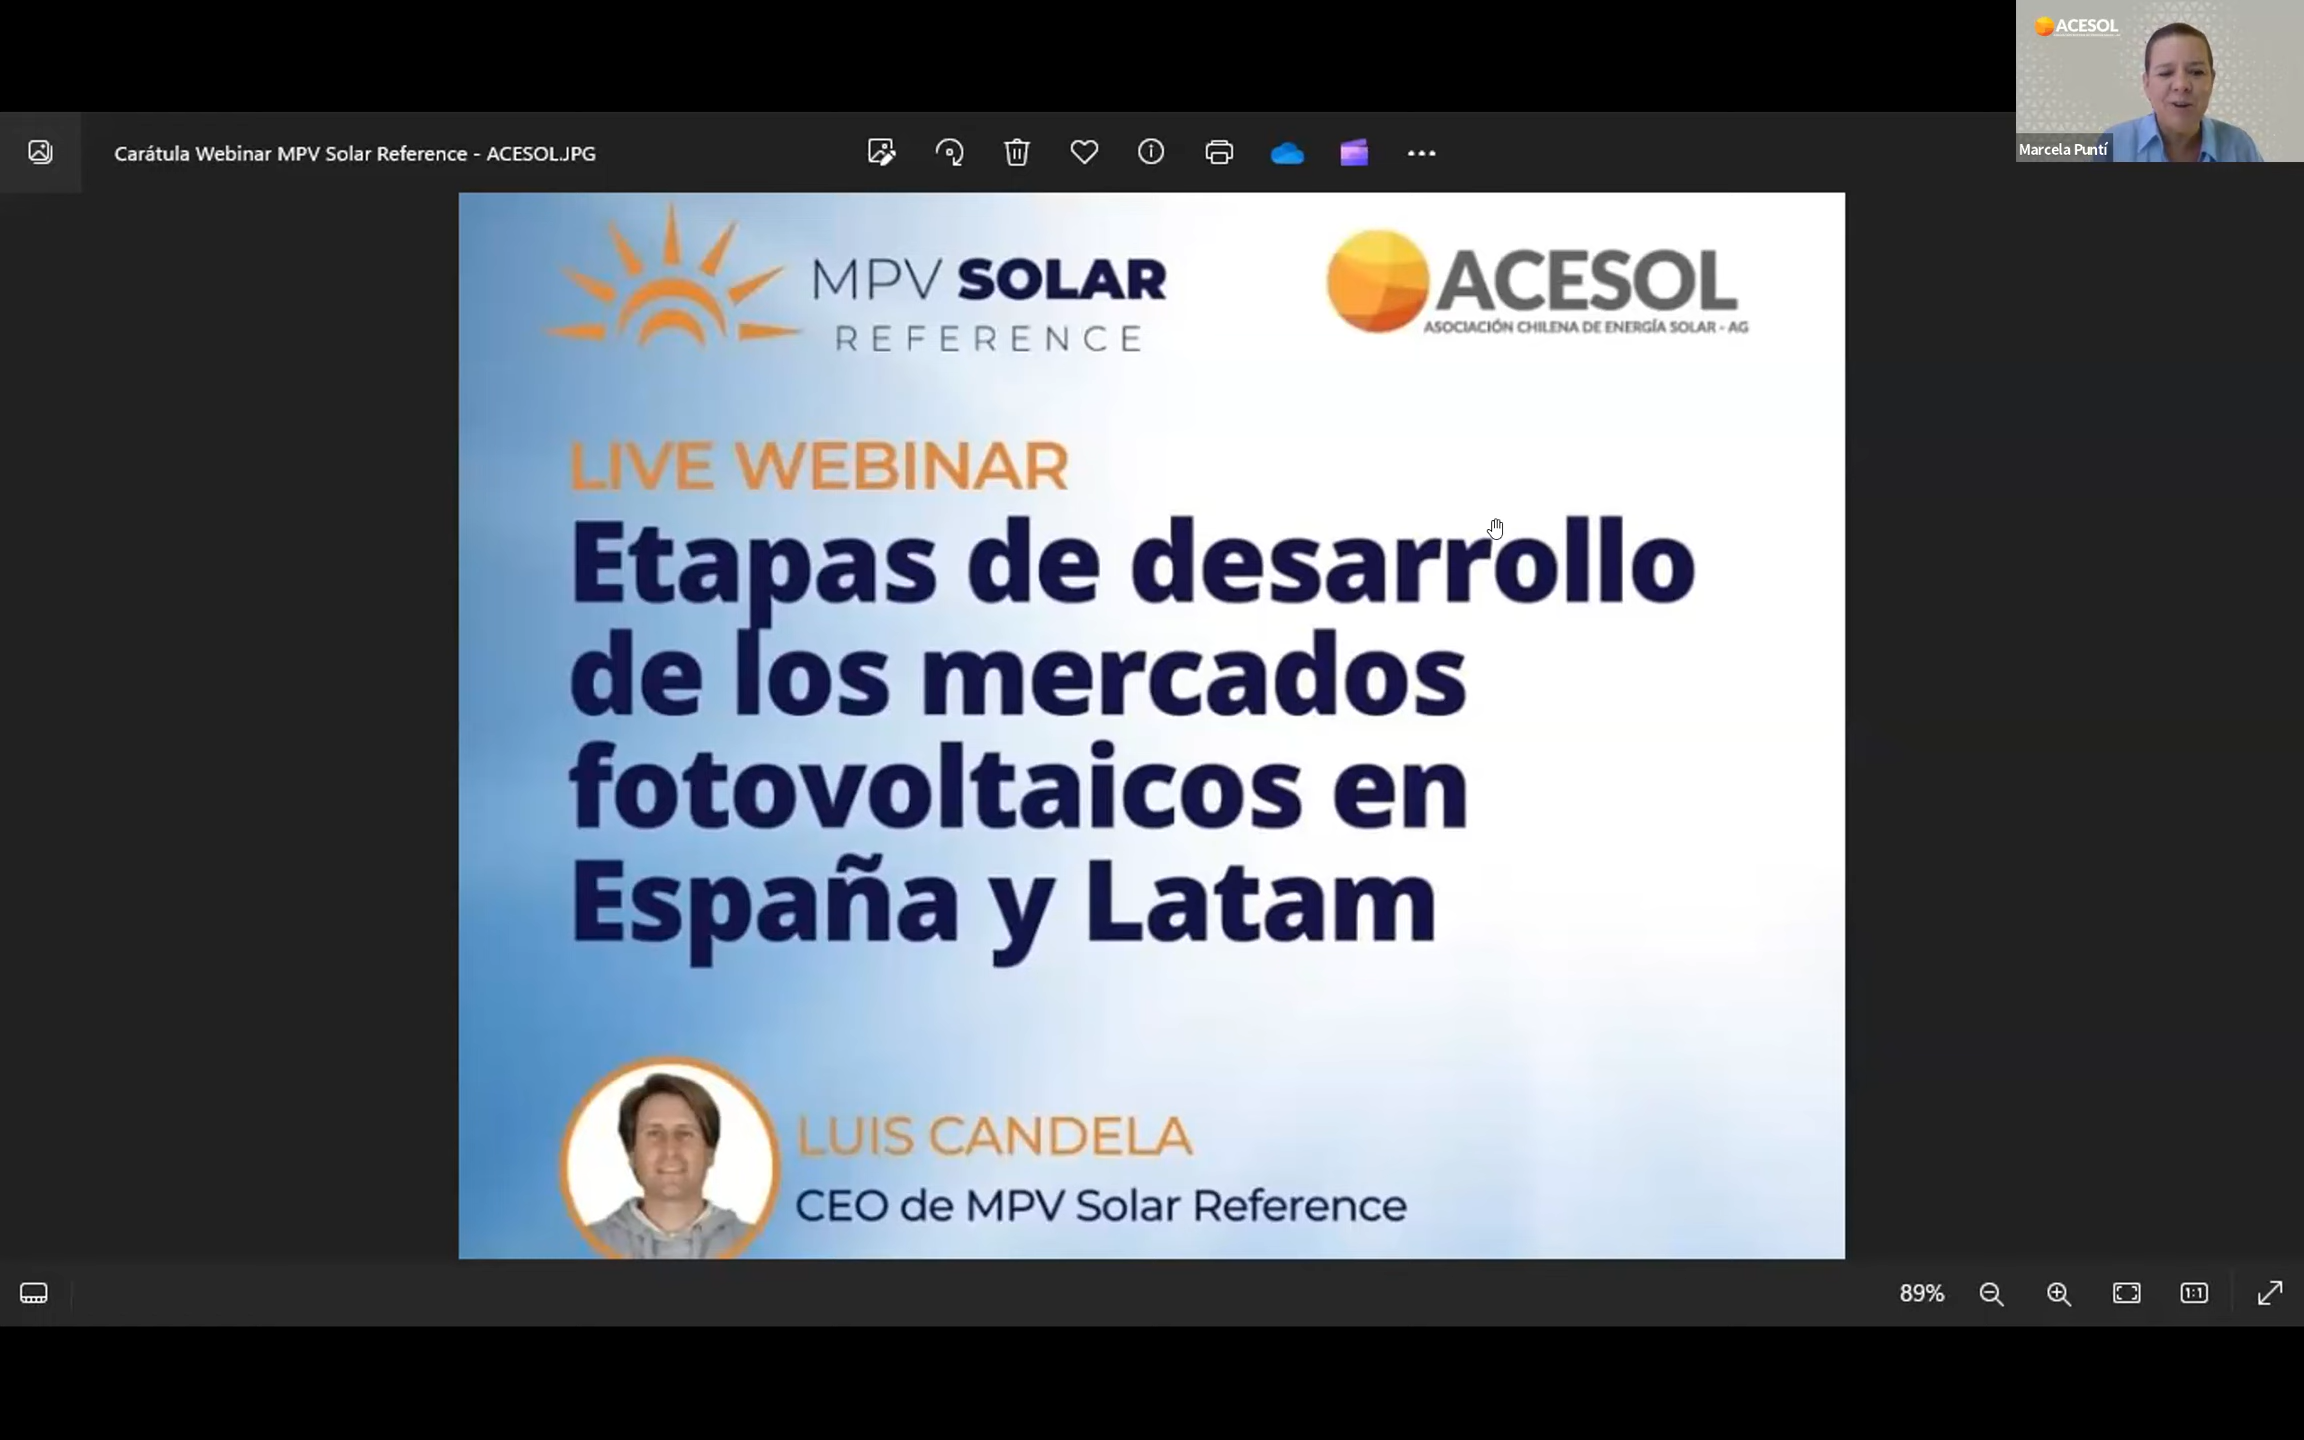 ACESOL
Marcela Puntí
Carátula Webinar MPV Solar Reference - ACESOL.JPG
MPV SOLAR
REFERENCE
ACESOL
ASOCIACIÓN CHILENA DE ENERGÍA SOLAR - AG
LIVE WEBINAR
Etapas de desarrollo
de los mercados
fotovoltaicos en
España y Latam
LUIS CANDELA
CEO de MPV Solar Reference
89%
1:1